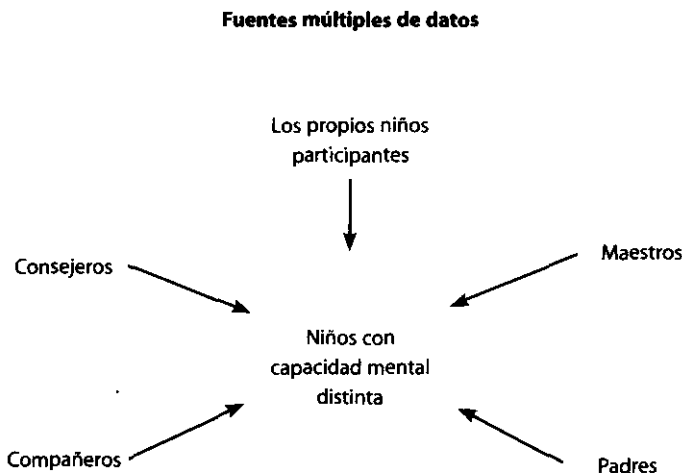 Fuentes múltiples de datos
Los propios niños
participantes
Consejeros
Maestros
Niños con
capacidad mental
distinta
Compañeros
Padres